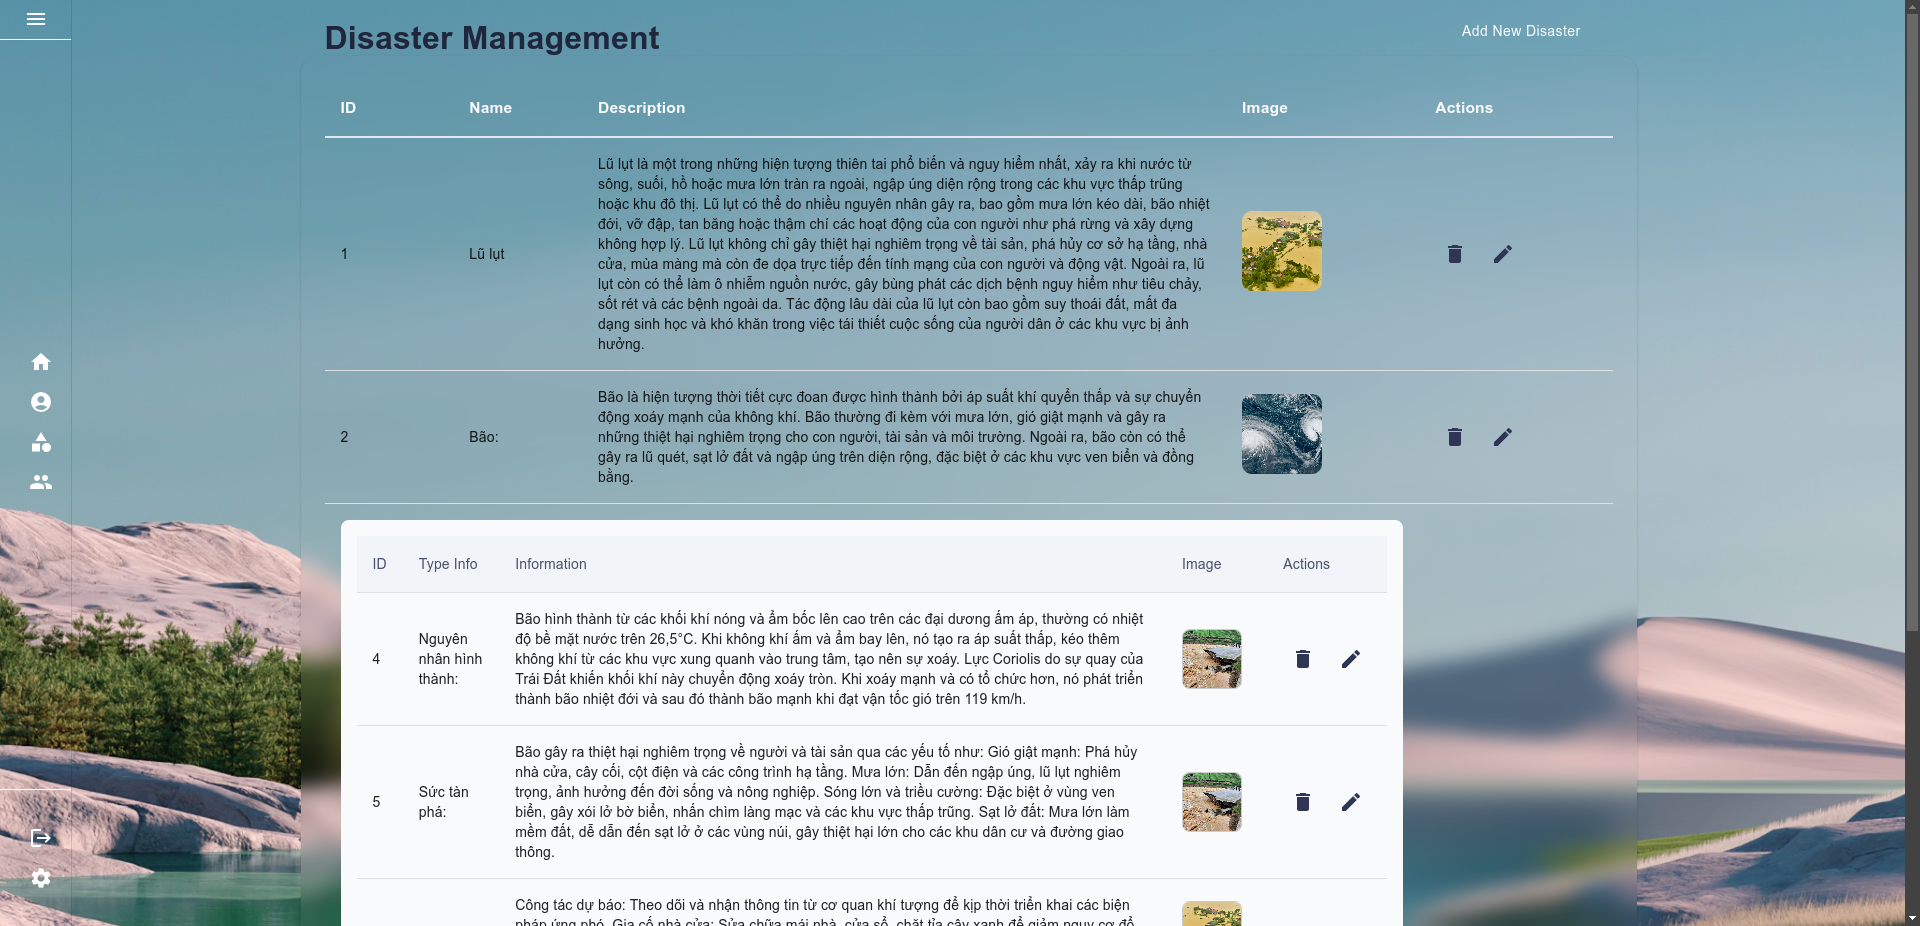 Disaster Management
Add New Disaster
ID Name Description Image Actions
Lũ lụt là một trong những hiện tượng thiên tai phổ biến và nguy hiểm nhất, xảy ra khi nước từ
sông, suối, hồ hoặc mưa lớn tràn ra ngoài, ngập úng diện rộng trong các khu vực thấp trũng
hoặc khu đô thị. Lũ lụt có thể do nhiều nguyên nhân gây ra, bao gồm mưa lớn kéo dài, bão nhiệt
đới, vỡ đập, tan băng hoặc thậm chí các hoạt động của con người như phá rừng và xây dựng
không hợp lý. Lũ lụt không chỉ gây thiệt hại nghiêm trọng về tài sản, phá hủy cơ sở hạ tầng, nhà
1 Lũ lụt
cửa, mùa màng mà còn đe dọa trực tiếp đến tính mạng của con người và động vật. Ngoài ra, lũ
lụt còn có thể làm ô nhiễm nguồn nước, gây bùng phát các dịch bệnh nguy hiểm như tiêu chảy,
sốt rét và các bệnh ngoài da. Tác động lâu dài của lũ lụt còn bao gồm suy thoái đất, mất đa
dạng sinh học và khó khăn trong việc tái thiết cuộc sống của người dân ở các khu vực bị ảnh
hưởng.
Bão là hiện tượng thời tiết cực đoan được hình thành bởi áp suất khí quyển thấp và sự chuyển
động xoáy mạnh của không khí. Bão thường đi kèm với mưa lớn, gió giật mạnh và gây ra
2 Bão: những thiệt hại nghiêm trọng cho con người, tài sản và môi trường. Ngoài ra, bão còn có thể
gây ra lũ quét, sạt lở đất và ngập úng trên diện rộng, đặc biệt ở các khu vực ven biển và đồng
bằng.
ID Type Info Information Image Actions
4
Nguyên
nhân hình
thành:
Bão hình thành từ các khối khí nóng và ẩm bốc lên cao trên các đại dương ấm áp, thường có nhiệt
độ bề mặt nước trên 26,5°C. Khi không khí ấm và ẩm bay lên, nó tạo ra áp suất thấp, kéo thêm
không khí từ các khu vực xung quanh vào trung tâm, tạo nên sự xoáy. Lực Coriolis do sự quay của
Trái Đất khiến khối khí này chuyển động xoáy tròn. Khi xoáy mạnh và có tổ chức hơn, nó phát triển
thành bão nhiệt đới và sau đó thành bão mạnh khi đạt vận tốc gió trên 119 km/h.
5
Sức tàn
phá:
Bão gây ra thiệt hại nghiêm trọng về người và tài sản qua các yếu tố như: Gió giật mạnh: Phá hủy
nhà cửa, cây cối, cột điện và các công trình hạ tầng. Mưa lớn: Dẫn đến ngập úng, lũ lụt nghiêm
trọng, ảnh hưởng đến đời sống và nông nghiệp. Sóng lớn và triều cường: Đặc biệt ở vùng ven
biển, gây xói lở bờ biển, nhấn chìm làng mạc và các khu vực thấp trũng. Sạt lở đất: Mưa lớn làm
mềm đất, dễ dẫn đến sạt lở ở các vùng núi, gây thiệt hại lớn cho các khu dân cư và đường giao
thông.
Công tác dự báo: Theo dõi và nhận thông tin từ cơ quan khí tượng để kịp thời triển khai các biện
pháp ứng phó. Gia cố nhà cửa: Sửa chữa mái nhà, cửa sổ, chặt tỉa cây xanh để giảm nguy cơ đổ